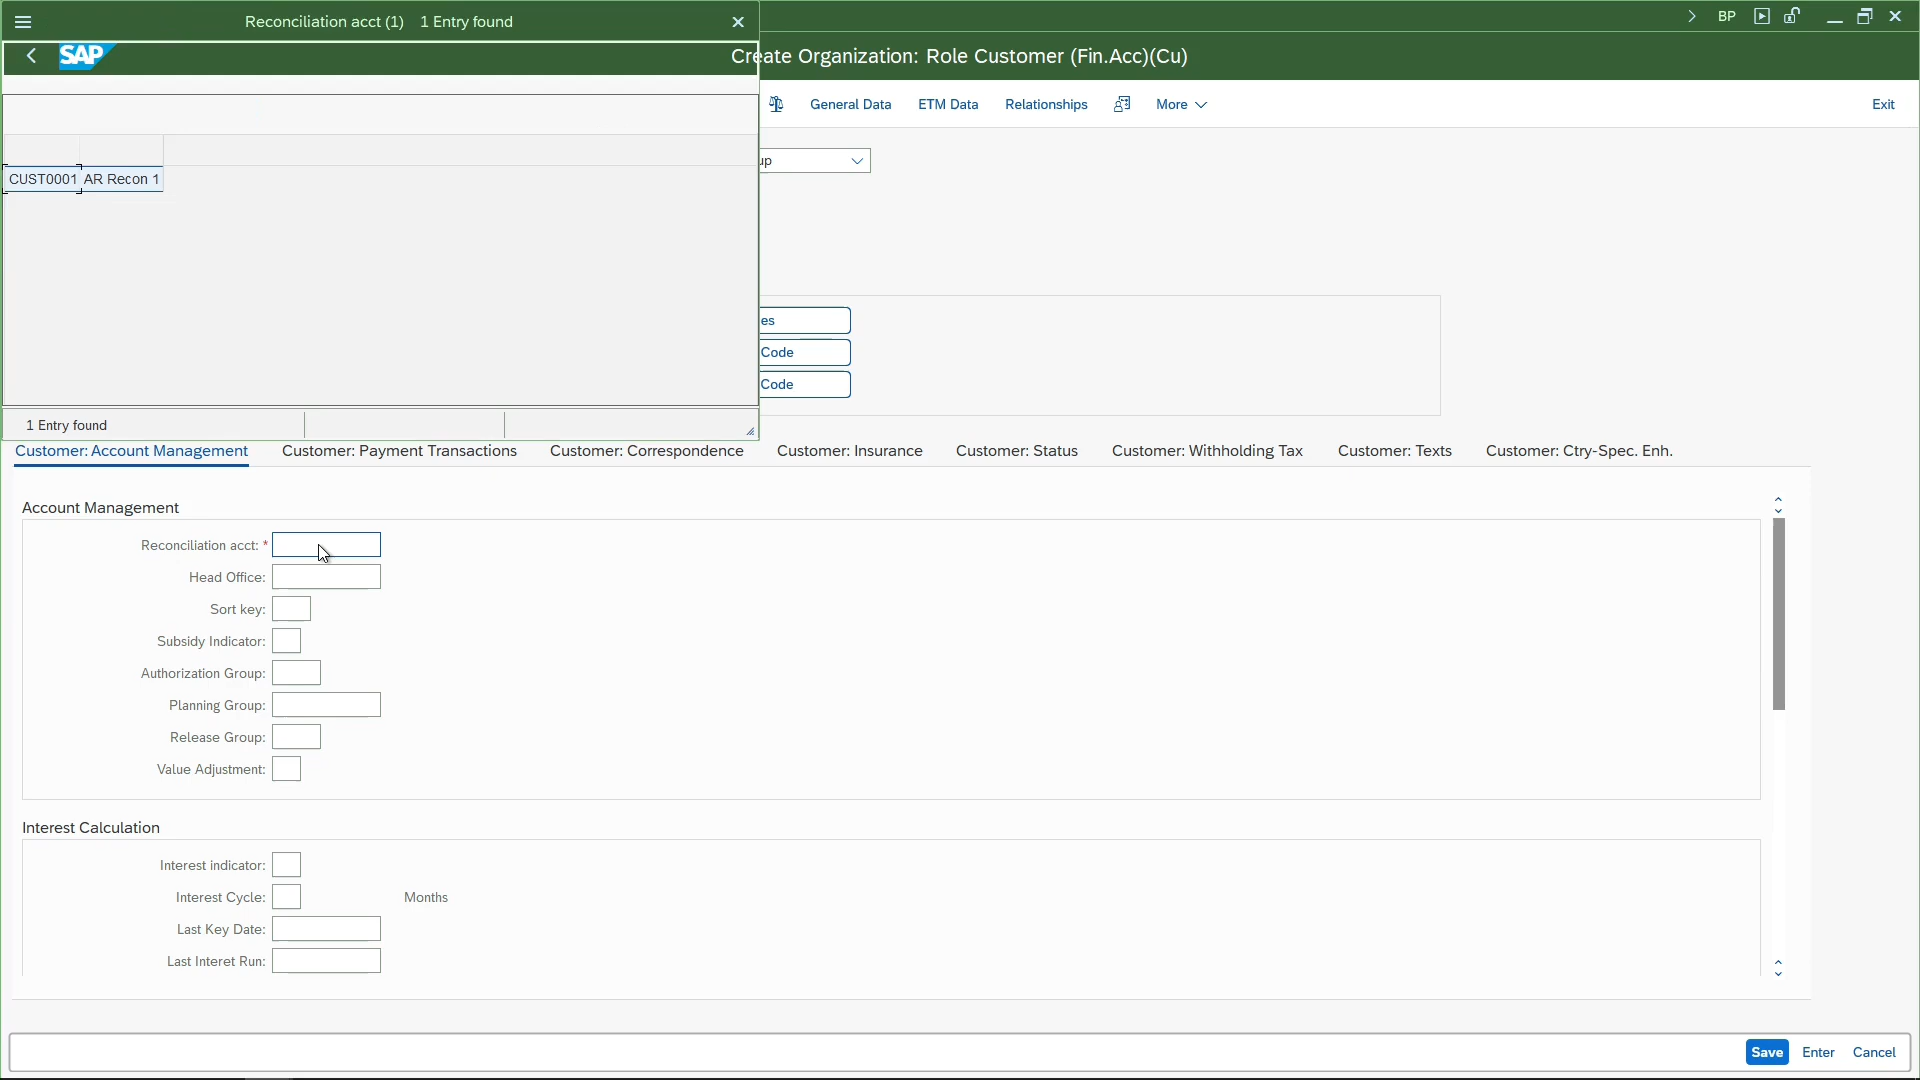 Reconciliation acct (1) 1 Entry found
BP
SAP
Create Organization: Role Customer (Fin.Acc)(Cu)
General Data
ETM Data
Relationships
More
Exit
up
CUST0001 AR Recon 1
es
Code
Code
1 Entry found
Customer: Account Management
Customer: Payment Transactions
Customer: Correspondence
Customer: Insurance
Customer: Status
Customer: Withholding Tax
Customer: Texts
Customer: Ctry-Spec. Enh.
Account Management
Reconciliation acct: *
Head Office:
Sort key:
Subsidy Indicator:
Authorization Group:
Planning Group:
Release Group:
Value Adjustment:
Interest Calculation
Interest indicator:
Interest Cycle: Months
Last Key Date:
Last Interet Run:
Save
Enter
Cancel